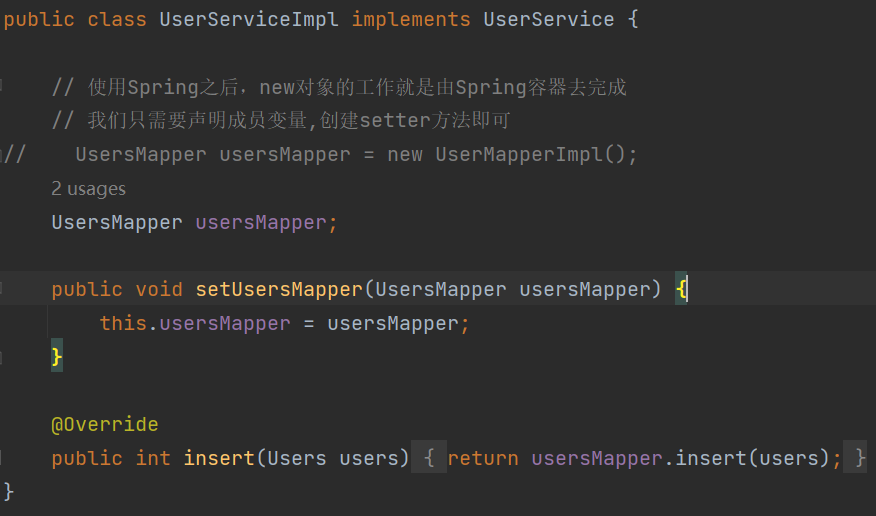 public class UserServiceImpl implements UserService {
// 使用Spring之后，new对象的工作就是由Spring容器去完成
// 我们只需要声明成员变量,创建setter方法即可
// UsersMapper usersMapper = new UserMapperImpl();
2 usages
UsersMapper usersMapper;
public void setUsersMapper(UsersMapper usersMapper) {
this.usersMapper = usersMapper;
}
@Override
public int insert(Users users) { return usersMapper.insert(users); }
}